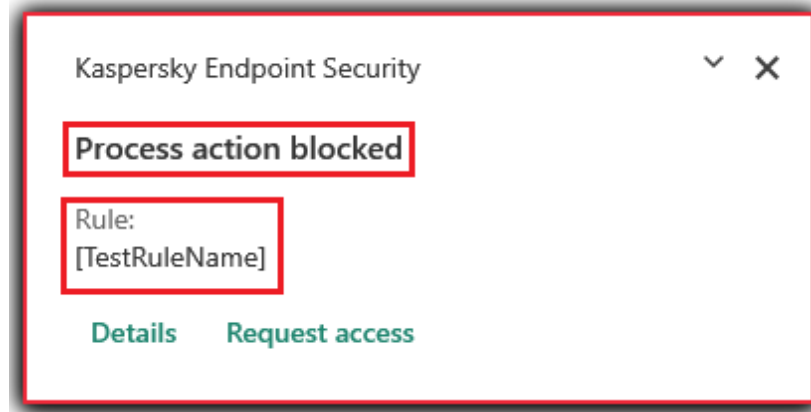 Kaspersky Endpoint Security
Process action blocked
Rule:
[TestRuleName]
Details Request access